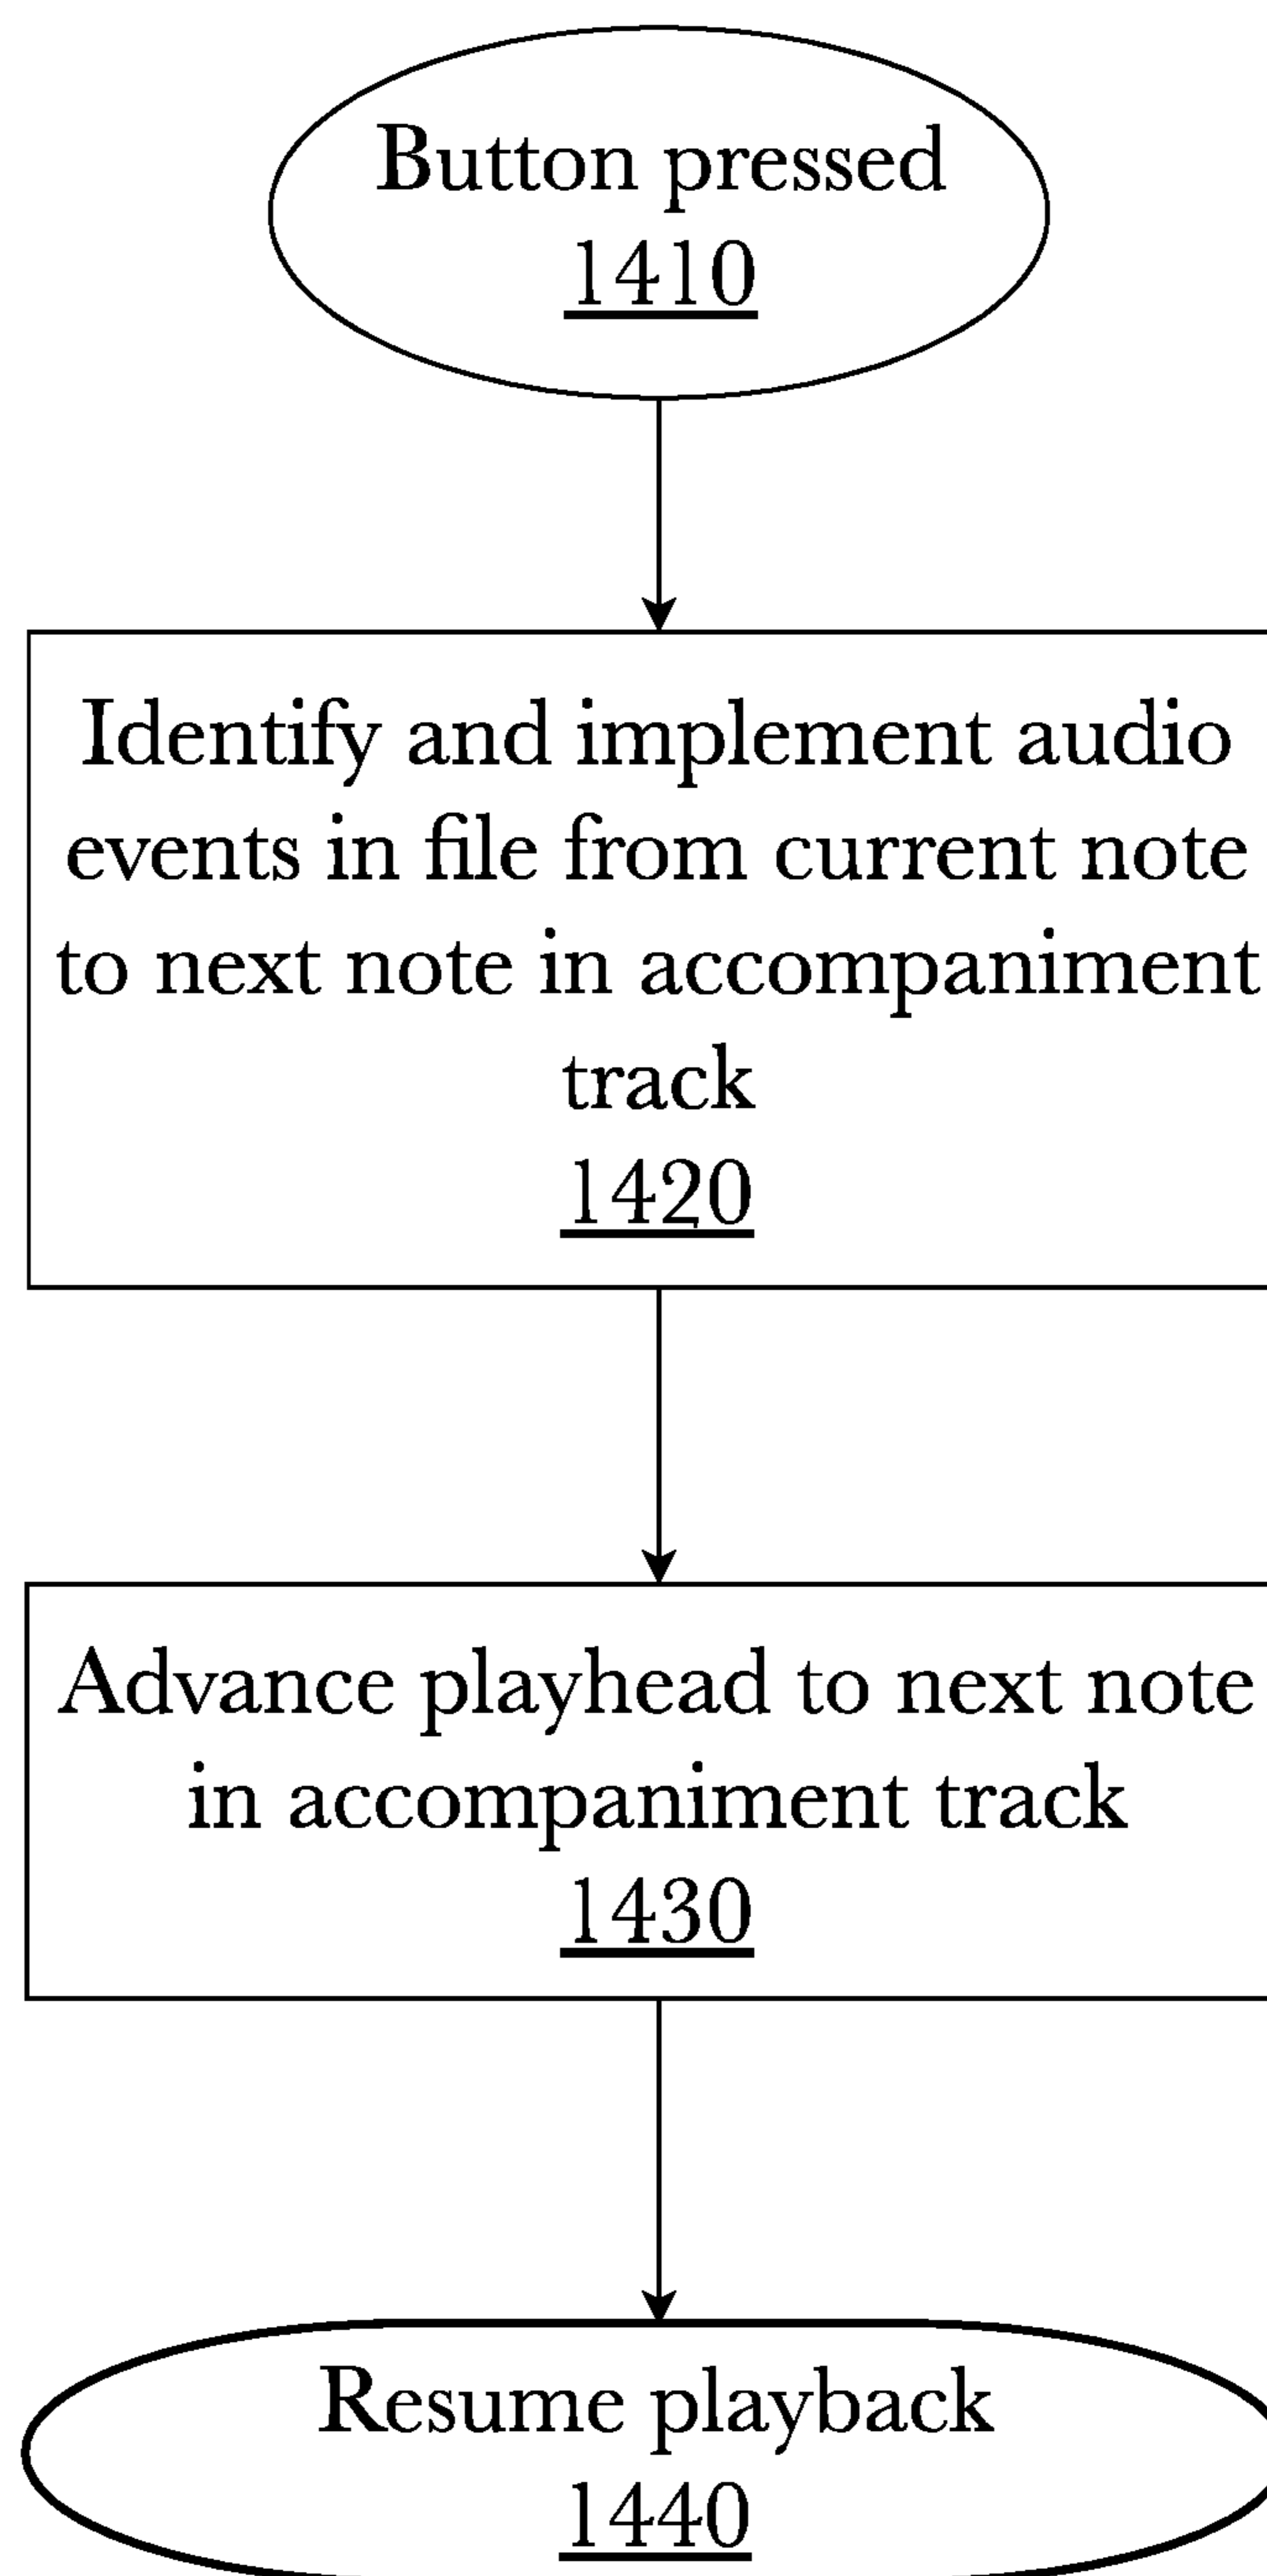 Button pressed
1410
Identify and implement audio
events in file from current note
to next note in accompaniment
track
1420
Advance playhead to next note
in accompaniment track
1430
Resume playback
1440